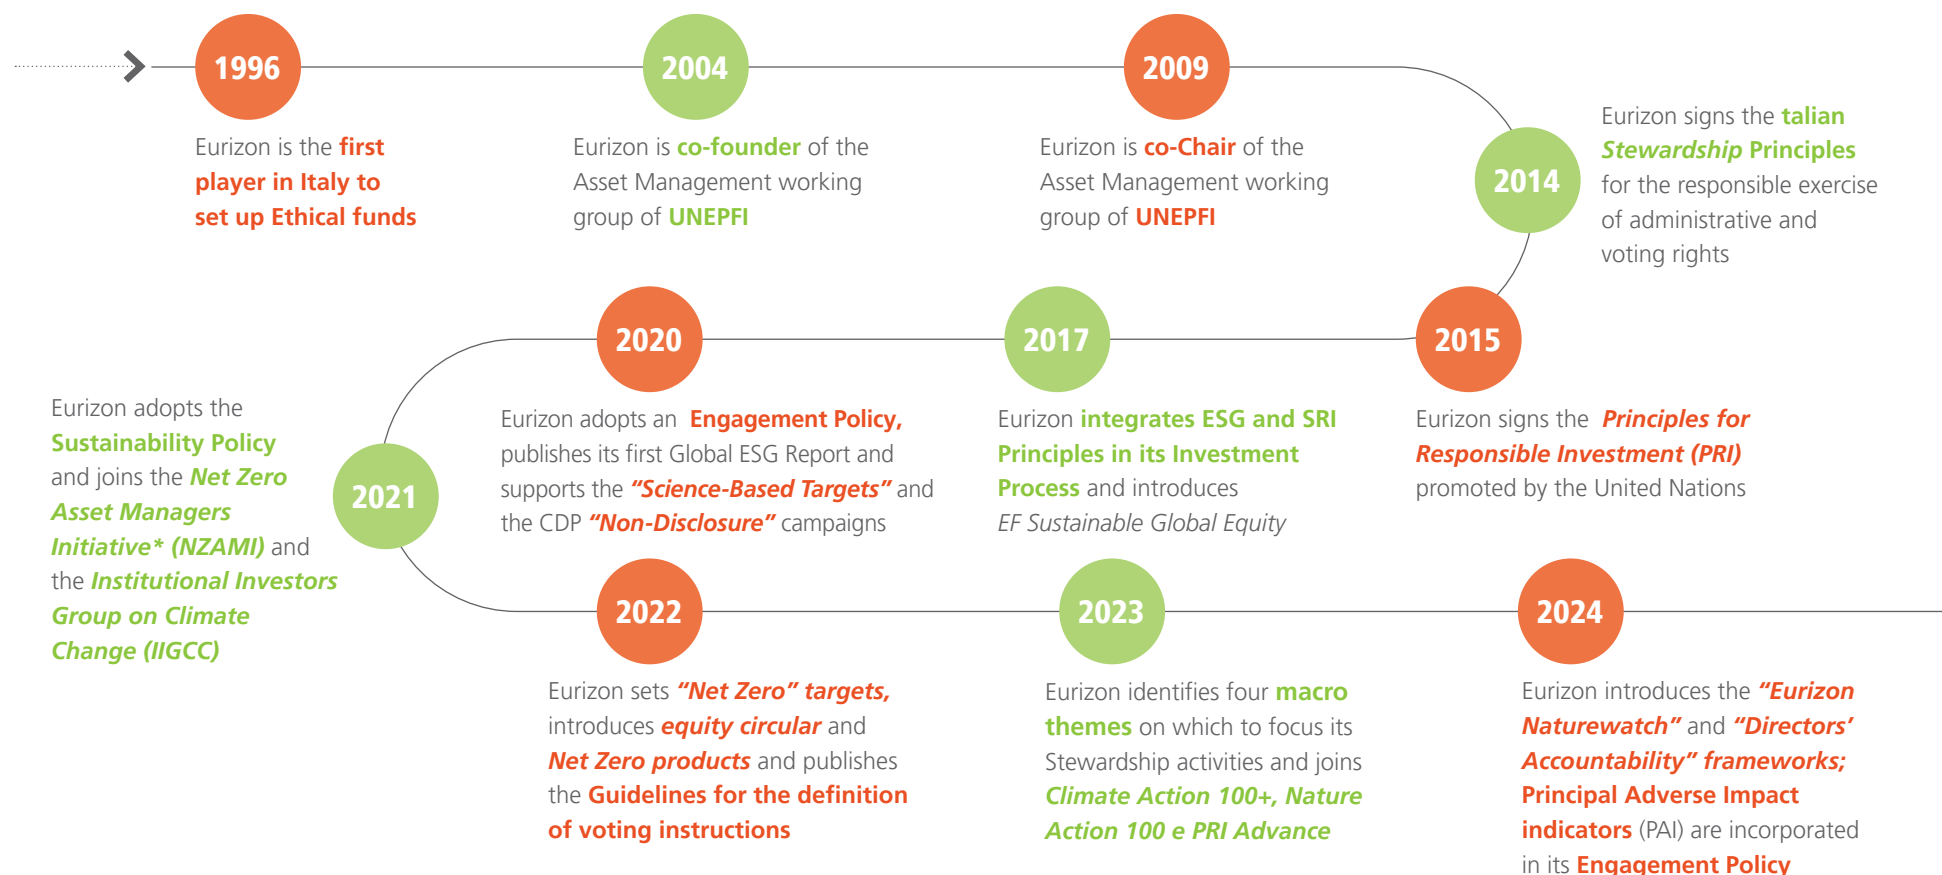 1996
Eurizon is the first
player in Italy to
set up Ethical funds
2004
Eurizon is co-founder of the
Asset Management working
group of UNEPFI
2009
Eurizon is co-Chair of the
Asset Management working
group of UNEPFI
2014
Eurizon signs the talian
Stewardship Principles
for the responsible exercise
of administrative and
voting rights
2015
Eurizon signs the Principles for
Responsible Investment (PRI)
promoted by the United Nations
2017
Eurizon integrates ESG and SRI
Principles in its Investment
Process and introduces
EF Sustainable Global Equity
2020
Eurizon adopts an Engagement Policy,
publishes its first Global ESG Report and
supports the “Science-Based Targets” and
the CDP “Non-Disclosure” campaigns
2021
Eurizon adopts the
Sustainability Policy
and joins the Net Zero
Asset Managers
Initiative* (NZAMI) and
the Institutional Investors
Group on Climate
Change (IIGCC)
2022
Eurizon sets “Net Zero” targets,
introduces equity circular and
Net Zero products and publishes
the Guidelines for the definition
of voting instructions
2023
Eurizon identifies four macro
themes on which to focus its
Stewardship activities and joins
Climate Action 100+, Nature
Action 100 e PRI Advance
2024
Eurizon introduces the “Eurizon
Naturewatch” and “Directors’
Accountability” frameworks;
Principal Adverse Impact
indicators (PAI) are incorporated
in its Engagement Policy